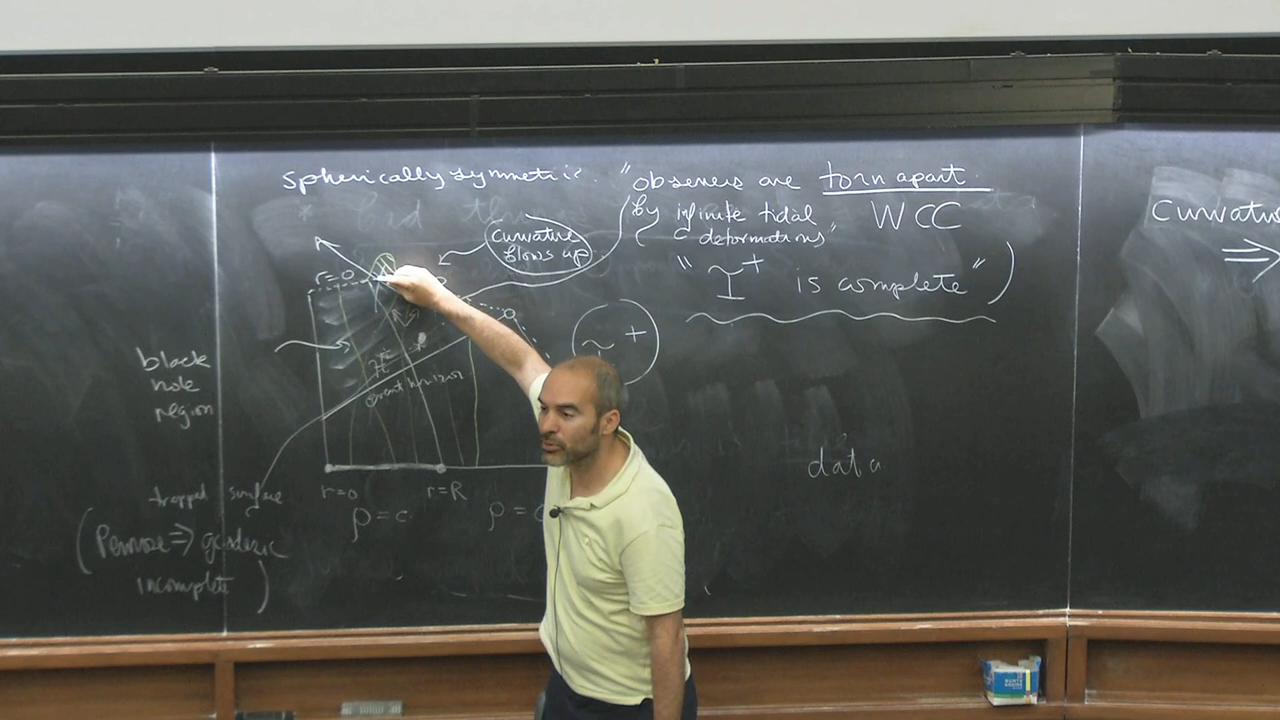 spherically symmetric.
"observers are torn apart
by infinite tidal
deformations"
WCC
"I⁺ is complete")
curvature
blows up
r=0
black
hole
region
H⁺
event horizon
trapped surface
(Penrose ⇒ geodesic
incomplete)
r=0
r=R
ρ=c
ρ=
~ +
data
Curvatu
⇒